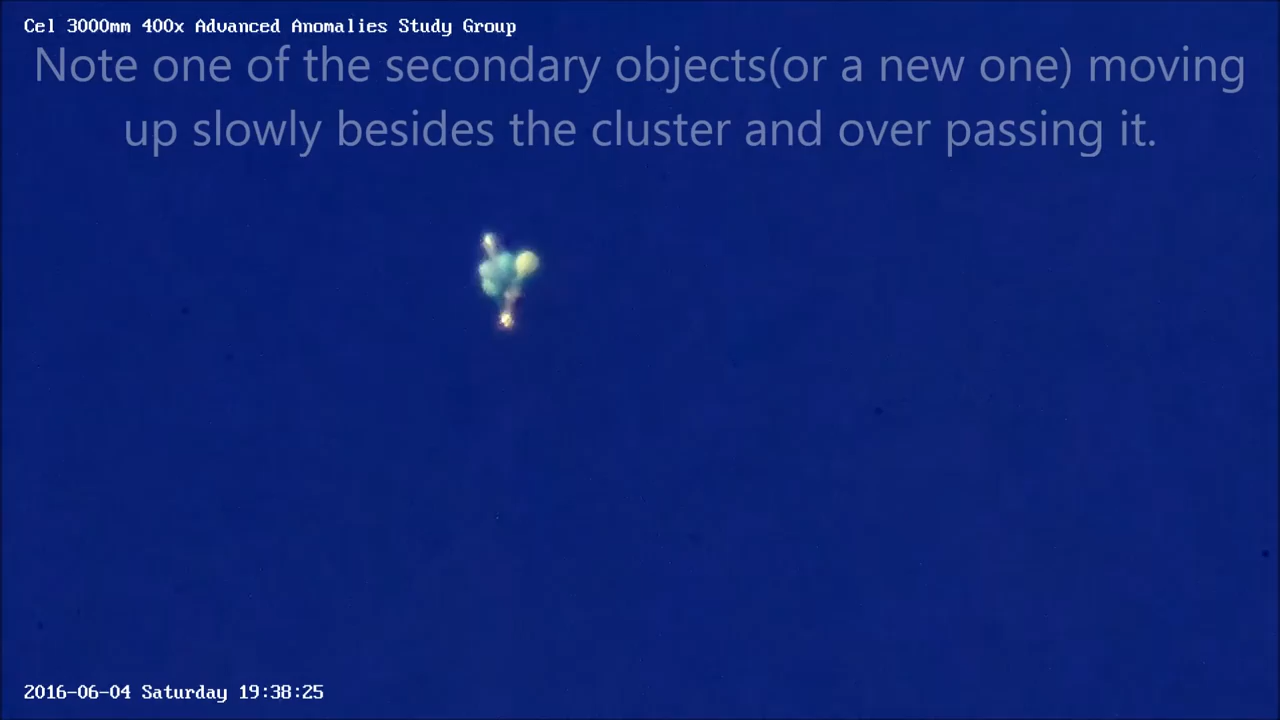 Cel 3000mm 400x Advanced Anomalies Study Group
Note one of the secondary objects(or a new one) moving
up slowly besides the cluster and over passing it.
2016-06-04 Saturday 19:38:25